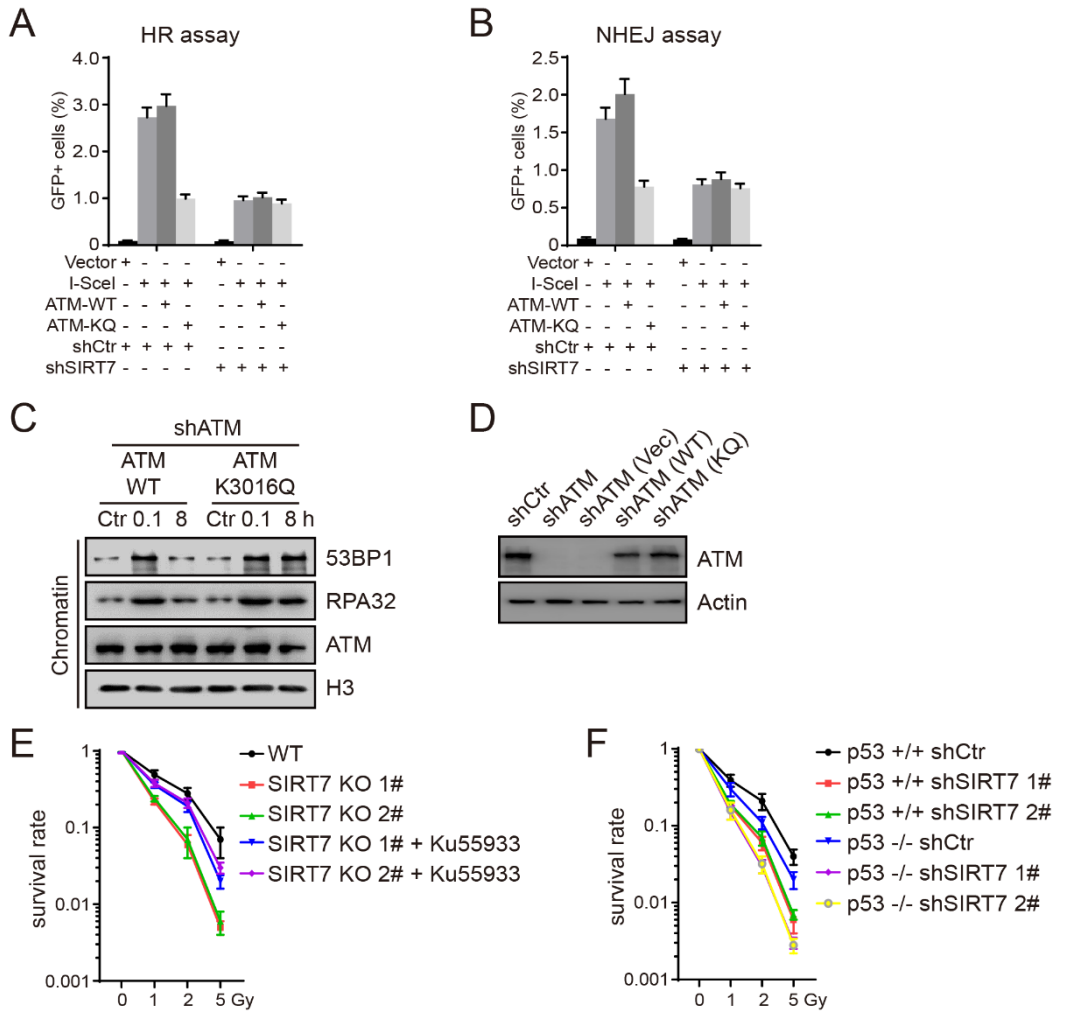 A
HR assay
GFP+ cells (%)
4.0
3.0
2.0
1.0
0
Vector + - - - + - - -
I-SceI - + + + - + + +
ATM-WT - - + - - - + -
ATM-KQ - - - + - - - +
shCtr + + + + - - - -
shSIRT7 - - - - + + + +
B
NHEJ assay
GFP+ cells (%)
2.5
2.0
1.5
1.0
0.5
0
Vector + - - - + - - -
I-SceI - + + + - + + +
ATM-WT - - + - - - + -
ATM-KQ - - - + - - - +
shCtr + + + + - - - -
shSIRT7 - - - - + + + +
C
shATM
ATM WT
ATM K3016Q
Ctr 0.1 8 Ctr 0.1 8 h
Chromatin
53BP1
RPA32
ATM
H3
D
shCtr
shATM
shATM (Vec)
shATM (WT)
shATM (KQ)
ATM
Actin
E
survival rate
1
0.1
0.01
0.001
0 1 2 5 Gy
WT
SIRT7 KO 1#
SIRT7 KO 2#
SIRT7 KO 1# + Ku55933
SIRT7 KO 2# + Ku55933
F
survival rate
1
0.1
0.01
0.001
0 1 2 5 Gy
p53 +/+ shCtr
p53 +/+ shSIRT7 1#
p53 +/+ shSIRT7 2#
p53 -/- shCtr
p53 -/- shSIRT7 1#
p53 -/- shSIRT7 2#